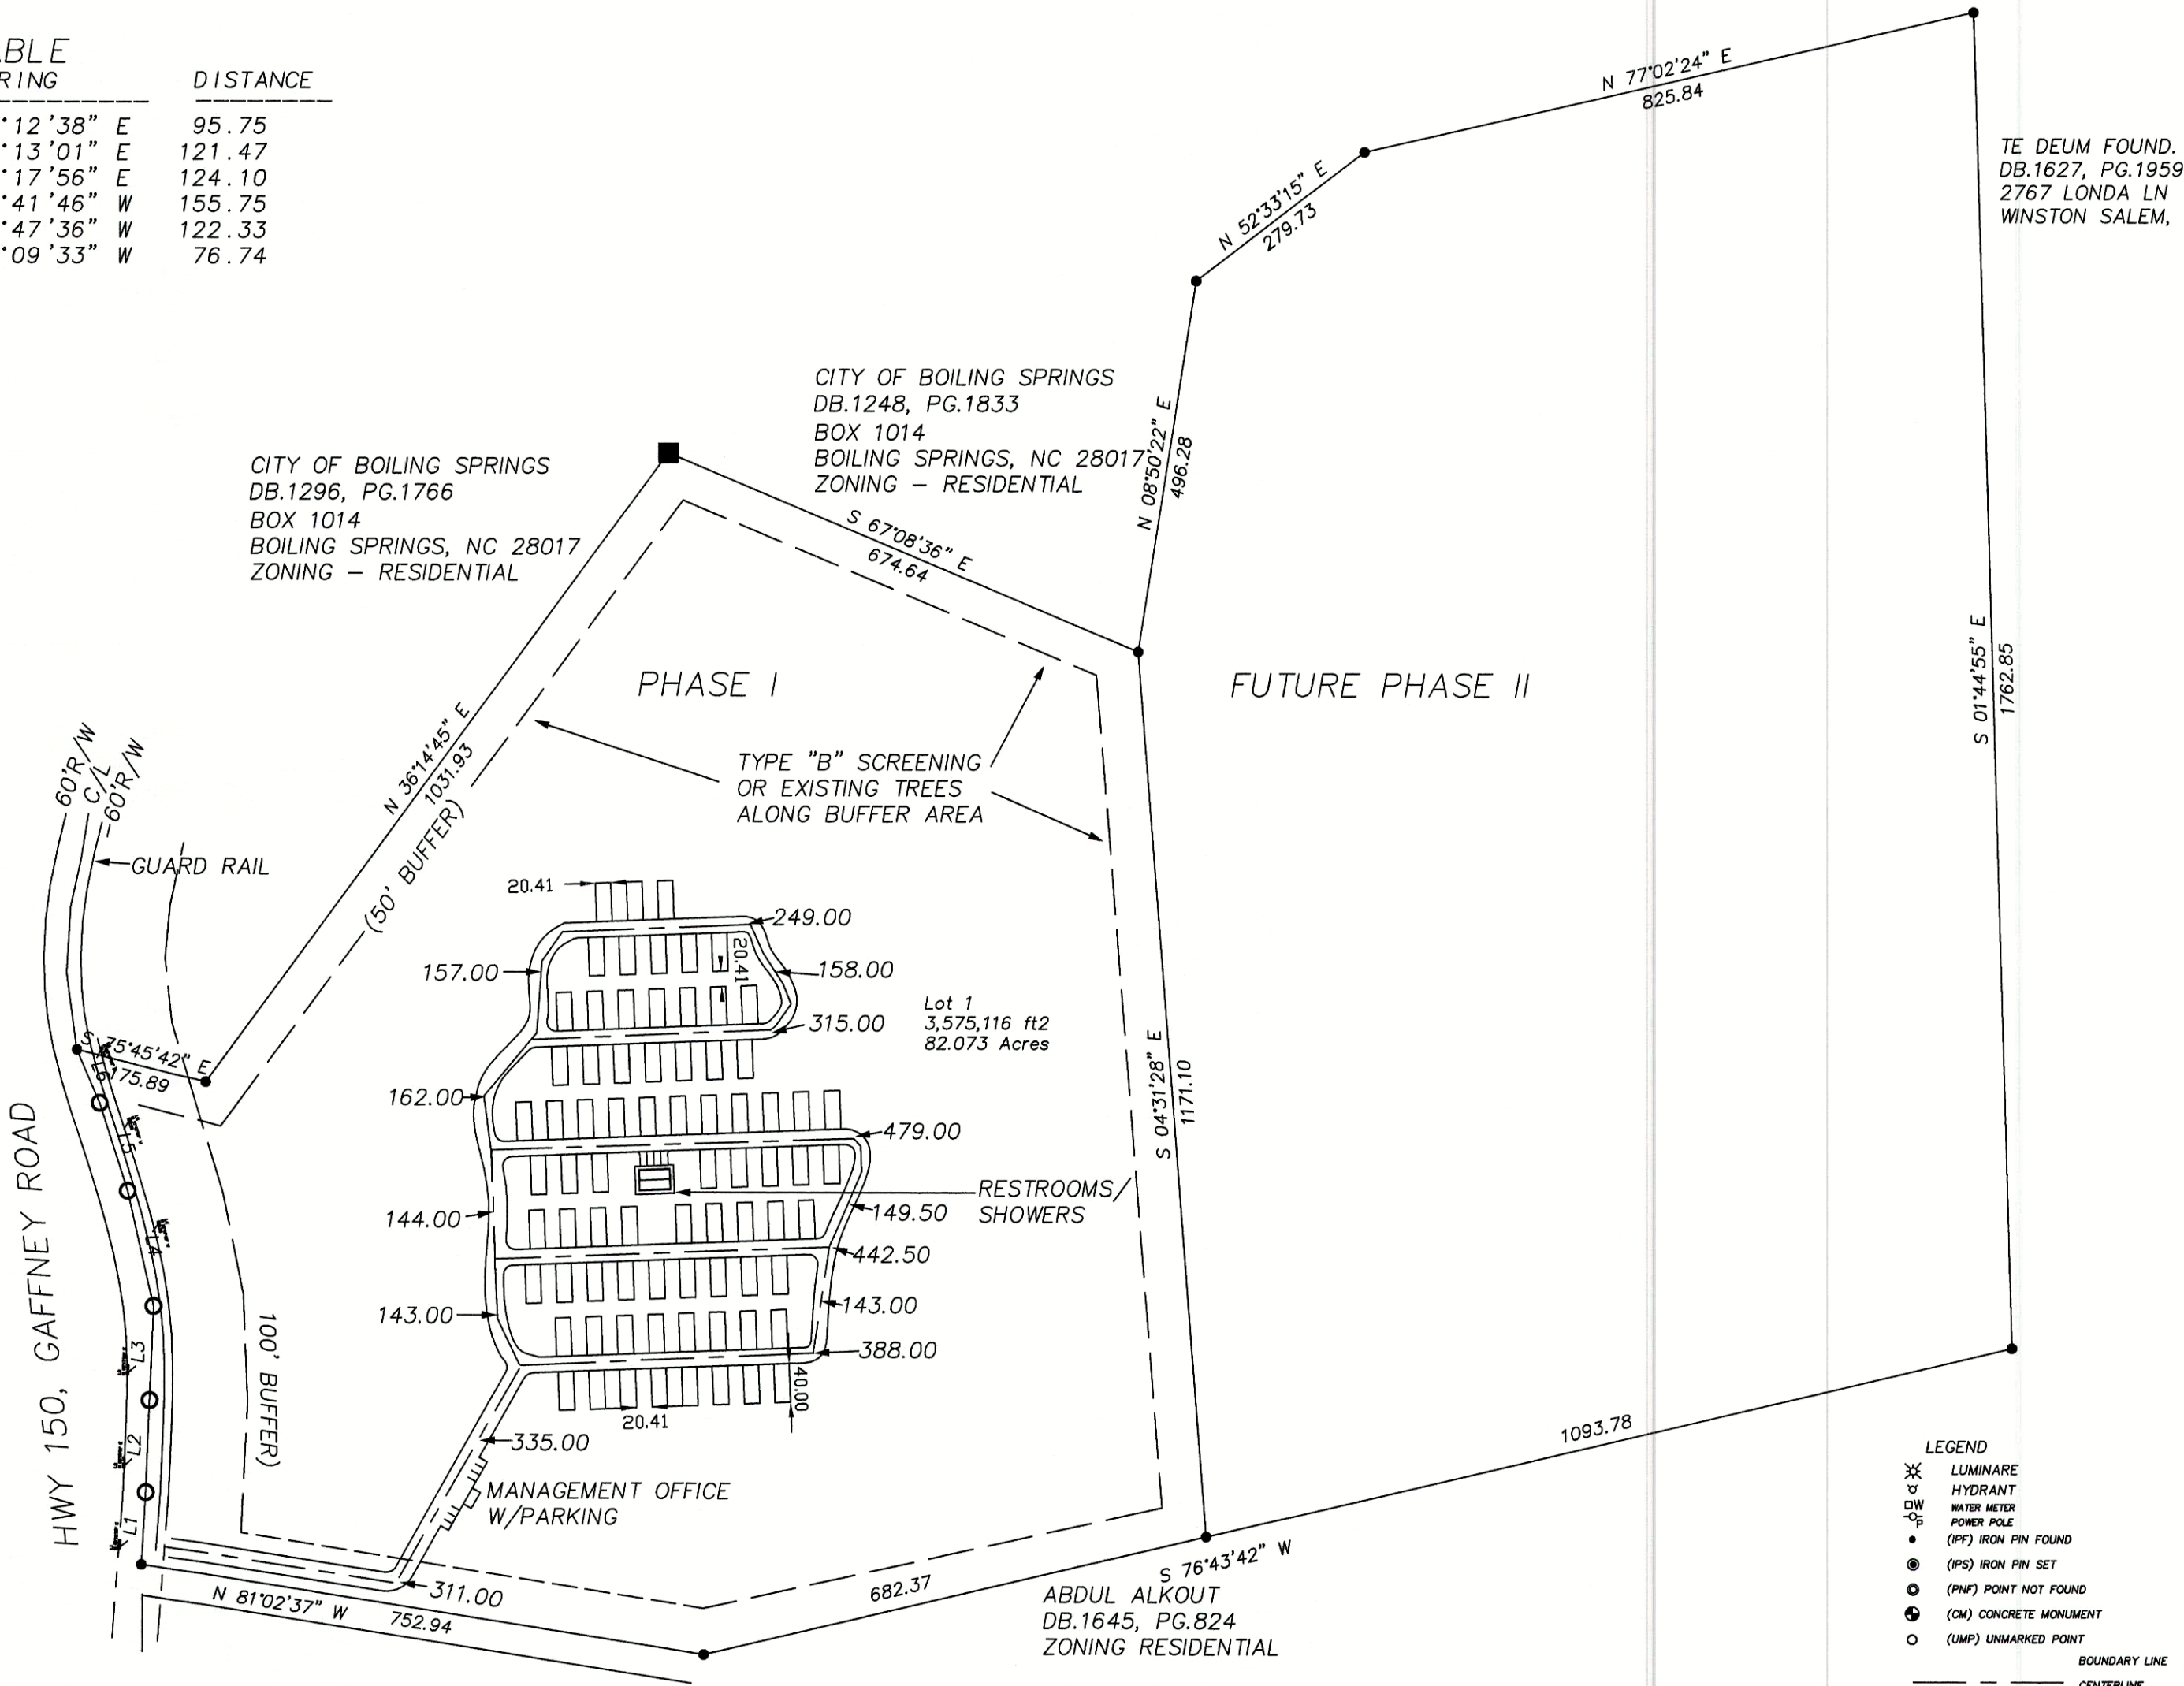 ABLE
RING DISTANCE
°12'38" E 95.75
°13'01" E 121.47
°17'56" E 124.10
°41'46" W 155.75
°47'36" W 122.33
°09'33" W 76.74
N 77°02'24" E
825.84
TE DEUM FOUND.
DB.1627, PG.1959
2767 LONDA LN
WINSTON SALEM,
N 52°33'15" E
279.73
CITY OF BOILING SPRINGS
DB.1248, PG.1833
BOX 1014
BOILING SPRINGS, NC 28017
ZONING – RESIDENTIAL
N 08°50'22" E
496.28
CITY OF BOILING SPRINGS
DB.1296, PG.1766
BOX 1014
BOILING SPRINGS, NC 28017
ZONING – RESIDENTIAL
S 67°08'36" E
674.64
PHASE I
FUTURE PHASE II
S 01°44'55" E
1762.85
N 36°14'45" E
1031.93
(50' BUFFER)
TYPE "B" SCREENING
OR EXISTING TREES
ALONG BUFFER AREA
60'R/W
C/L
60'R/W
GUARD RAIL
20.41
249.00
157.00
20.41
158.00
Lot 1
3,575,116 ft2
82.073 Acres
315.00
S 75°45'42" E
175.89
L6
162.00
S 04°31'28" E
1171.10
L5
479.00
RESTROOMS/
SHOWERS
144.00
149.50
L4
442.50
143.00
143.00
HWY 150, GAFFNEY ROAD
100' BUFFER)
L3
388.00
40.00
20.41
335.00
L2
MANAGEMENT OFFICE
W/PARKING
L1
311.00
N 81°02'37" W 752.94
682.37
S 76°43'42" W
1093.78
ABDUL ALKOUT
DB.1645, PG.824
ZONING RESIDENTIAL
LEGEND
LUMINARE
HYDRANT
W WATER METER
P POWER POLE
(IPF) IRON PIN FOUND
(IPS) IRON PIN SET
(PNF) POINT NOT FOUND
(CM) CONCRETE MONUMENT
(UMP) UNMARKED POINT
BOUNDARY LINE
CENTERLINE